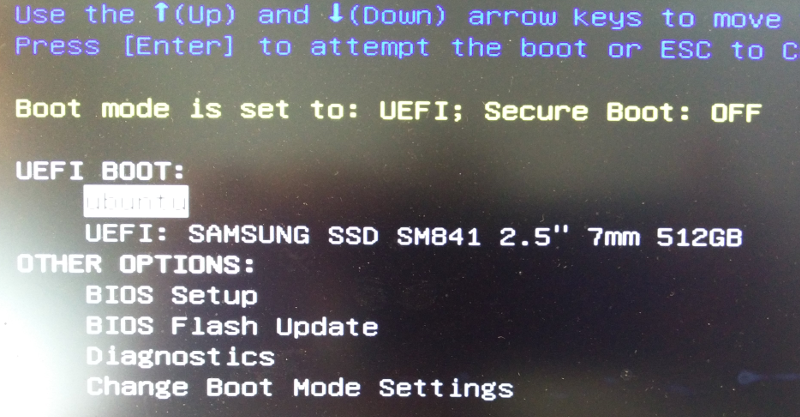 Use the ↑(Up) and ↓(Down) arrow keys to move
Press [Enter] to attempt the boot or ESC to C
Boot mode is set to: UEFI; Secure Boot: OFF
UEFI BOOT:
ubuntu
UEFI: SAMSUNG SSD SM841 2.5" 7mm 512GB
OTHER OPTIONS:
BIOS Setup
BIOS Flash Update
Diagnostics
Change Boot Mode Settings